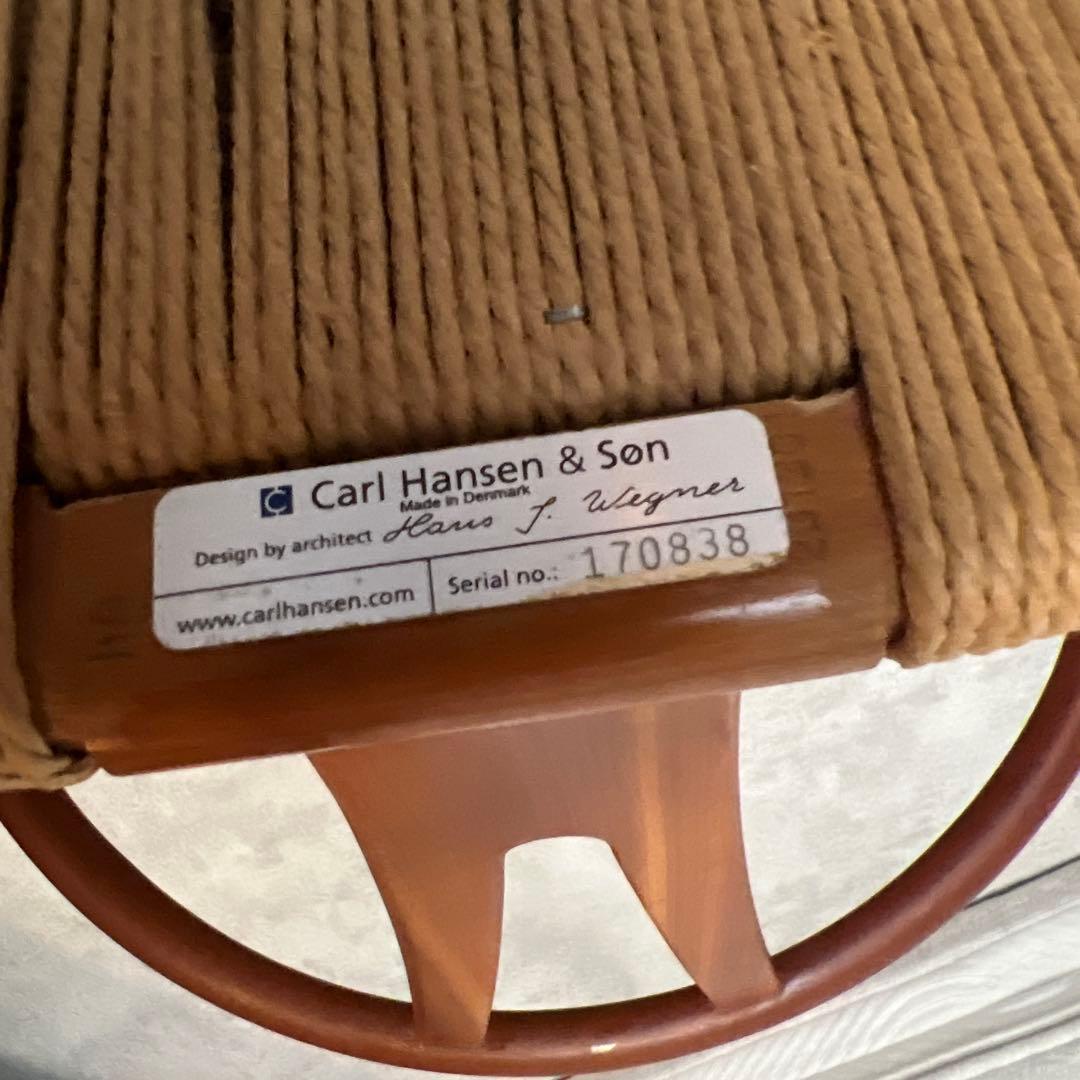 Carl Hansen & Søn
Made in Denmark
Design by architect Hans J. Wegner
www.carlhansen.com
Serial no.: 170838